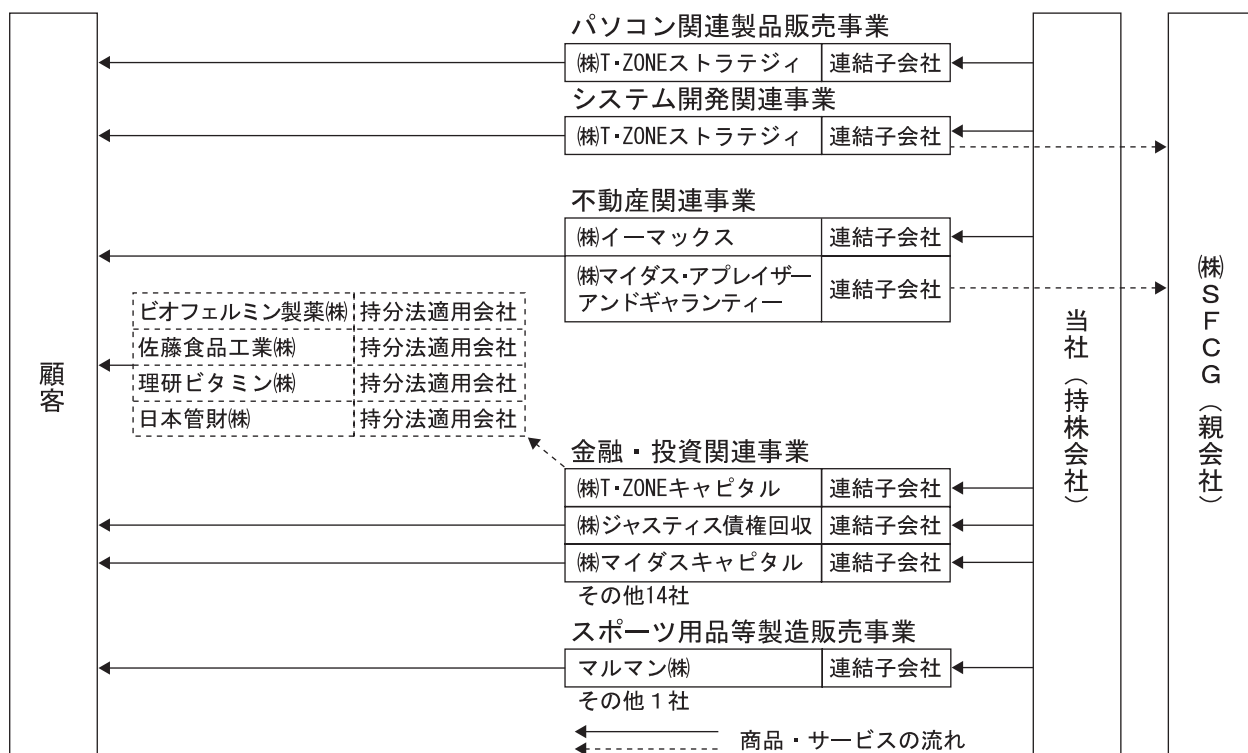 パソコン関連製品販売事業
㈱T・ZONEストラテジィ 連結子会社
システム開発関連事業
㈱T・ZONEストラテジィ 連結子会社
不動産関連事業
㈱イーマックス 連結子会社
㈱マイダス・アプレイザー
アンドギャランティー
連結子会社
ビオフェルミン製薬㈱ 持分法適用会社
佐藤食品工業㈱ 持分法適用会社
理研ビタミン㈱ 持分法適用会社
日本管財㈱ 持分法適用会社
顧客
金融・投資関連事業
㈱T・ZONEキャピタル 連結子会社
㈱ジャスティス債権回収 連結子会社
㈱マイダスキャピタル 連結子会社
その他14社
スポーツ用品等製造販売事業
マルマン㈱ 連結子会社
その他１社
商品・サービスの流れ
当社（持株会社）
㈱ＳＦＣＧ（親会社）